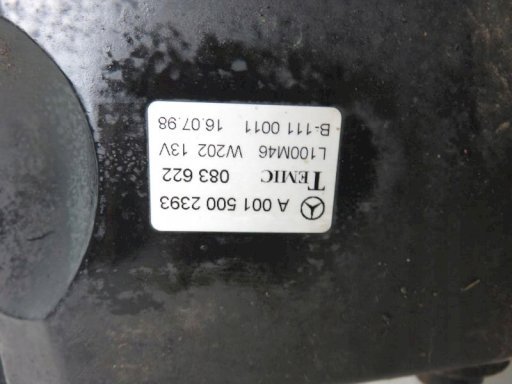 A 001 500 2393
TEMIC 083 622
L100M46 W202 13V
B-111 0011 16.07.98